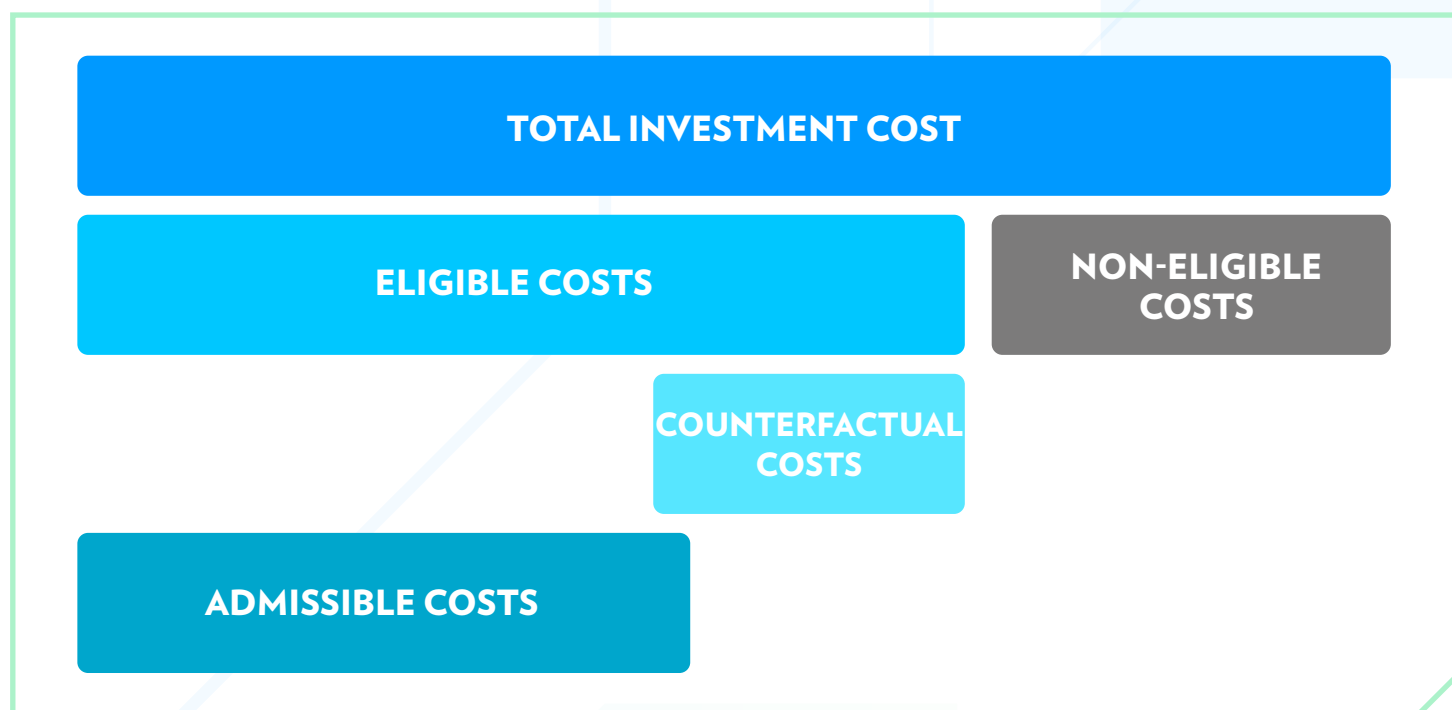 TOTAL INVESTMENT COST
ELIGIBLE COSTS
NON-ELIGIBLE
COSTS
COUNTERFACTUAL
COSTS
ADMISSIBLE COSTS